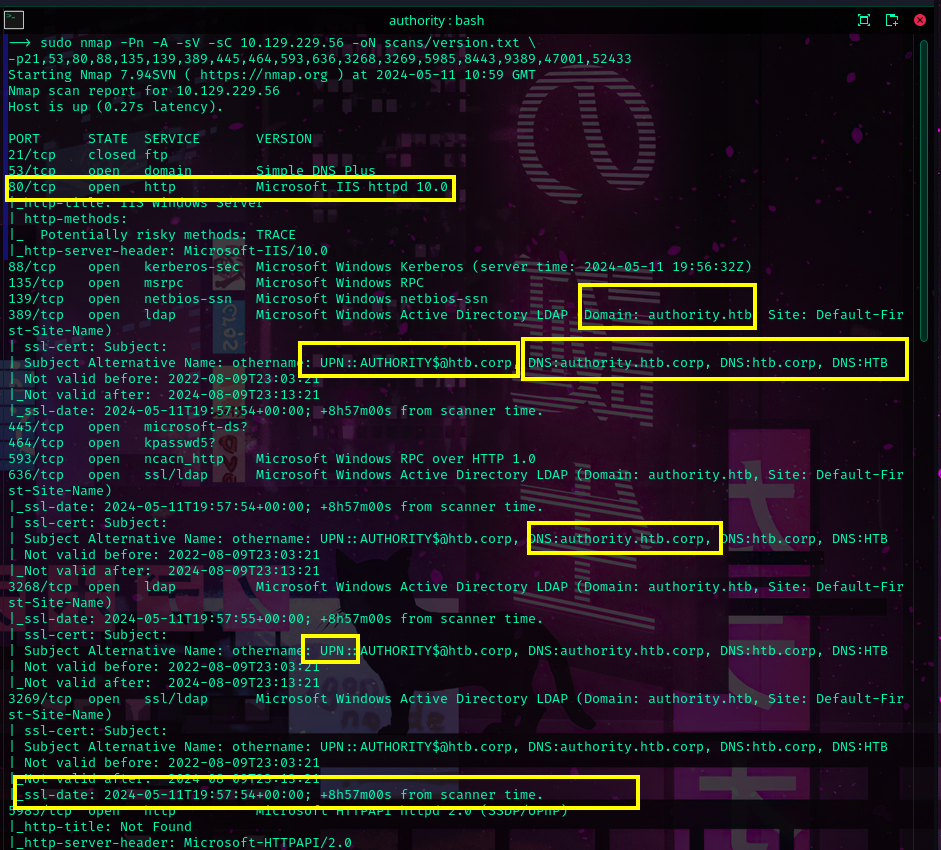 authority : bash
──> sudo nmap -Pn -A -sV -sC 10.129.229.56 -oN scans/version.txt \
-p21,53,80,88,135,139,389,445,464,593,636,3268,3269,5985,8443,9389,47001,52433
Starting Nmap 7.94SVN ( https://nmap.org ) at 2024-05-11 10:59 GMT
Nmap scan report for 10.129.229.56
Host is up (0.27s latency).
PORT STATE SERVICE VERSION
21/tcp closed ftp
53/tcp open domain Simple DNS Plus
80/tcp open http Microsoft IIS httpd 10.0
|_http-title: IIS Windows Server
| http-methods:
|_ Potentially risky methods: TRACE
|_http-server-header: Microsoft-IIS/10.0
88/tcp open kerberos-sec Microsoft Windows Kerberos (server time: 2024-05-11 19:56:32Z)
135/tcp open msrpc Microsoft Windows RPC
139/tcp open netbios-ssn Microsoft Windows netbios-ssn
389/tcp open ldap Microsoft Windows Active Directory LDAP (Domain: authority.htb, Site: Default-Fir
st-Site-Name)
| ssl-cert: Subject:
| Subject Alternative Name: othername: UPN::AUTHORITY$@htb.corp, DNS:authority.htb.corp, DNS:htb.corp, DNS:HTB
| Not valid before: 2022-08-09T23:03:21
|_Not valid after: 2024-08-09T23:13:21
|_ssl-date: 2024-05-11T19:57:54+00:00; +8h57m00s from scanner time.
445/tcp open microsoft-ds?
464/tcp open kpasswd5?
593/tcp open ncacn_http Microsoft Windows RPC over HTTP 1.0
636/tcp open ssl/ldap Microsoft Windows Active Directory LDAP (Domain: authority.htb, Site: Default-Fir
st-Site-Name)
|_ssl-date: 2024-05-11T19:57:54+00:00; +8h57m00s from scanner time.
| ssl-cert: Subject:
| Subject Alternative Name: othername: UPN::AUTHORITY$@htb.corp, DNS:authority.htb.corp, DNS:htb.corp, DNS:HTB
| Not valid before: 2022-08-09T23:03:21
|_Not valid after: 2024-08-09T23:13:21
3268/tcp open ldap Microsoft Windows Active Directory LDAP (Domain: authority.htb, Site: Default-Fir
st-Site-Name)
|_ssl-date: 2024-05-11T19:57:55+00:00; +8h57m00s from scanner time.
| ssl-cert: Subject:
| Subject Alternative Name: othername: UPN::AUTHORITY$@htb.corp, DNS:authority.htb.corp, DNS:htb.corp, DNS:HTB
| Not valid before: 2022-08-09T23:03:21
|_Not valid after: 2024-08-09T23:13:21
3269/tcp open ssl/ldap Microsoft Windows Active Directory LDAP (Domain: authority.htb, Site: Default-Fir
st-Site-Name)
| ssl-cert: Subject:
| Subject Alternative Name: othername: UPN::AUTHORITY$@htb.corp, DNS:authority.htb.corp, DNS:htb.corp, DNS:HTB
| Not valid before: 2022-08-09T23:03:21
|_Not valid after: 2024-08-09T23:13:21
|_ssl-date: 2024-05-11T19:57:54+00:00; +8h57m00s from scanner time.
5985/tcp open http Microsoft HTTPAPI httpd 2.0 (SSDP/UPnP)
|_http-title: Not Found
|_http-server-header: Microsoft-HTTPAPI/2.0